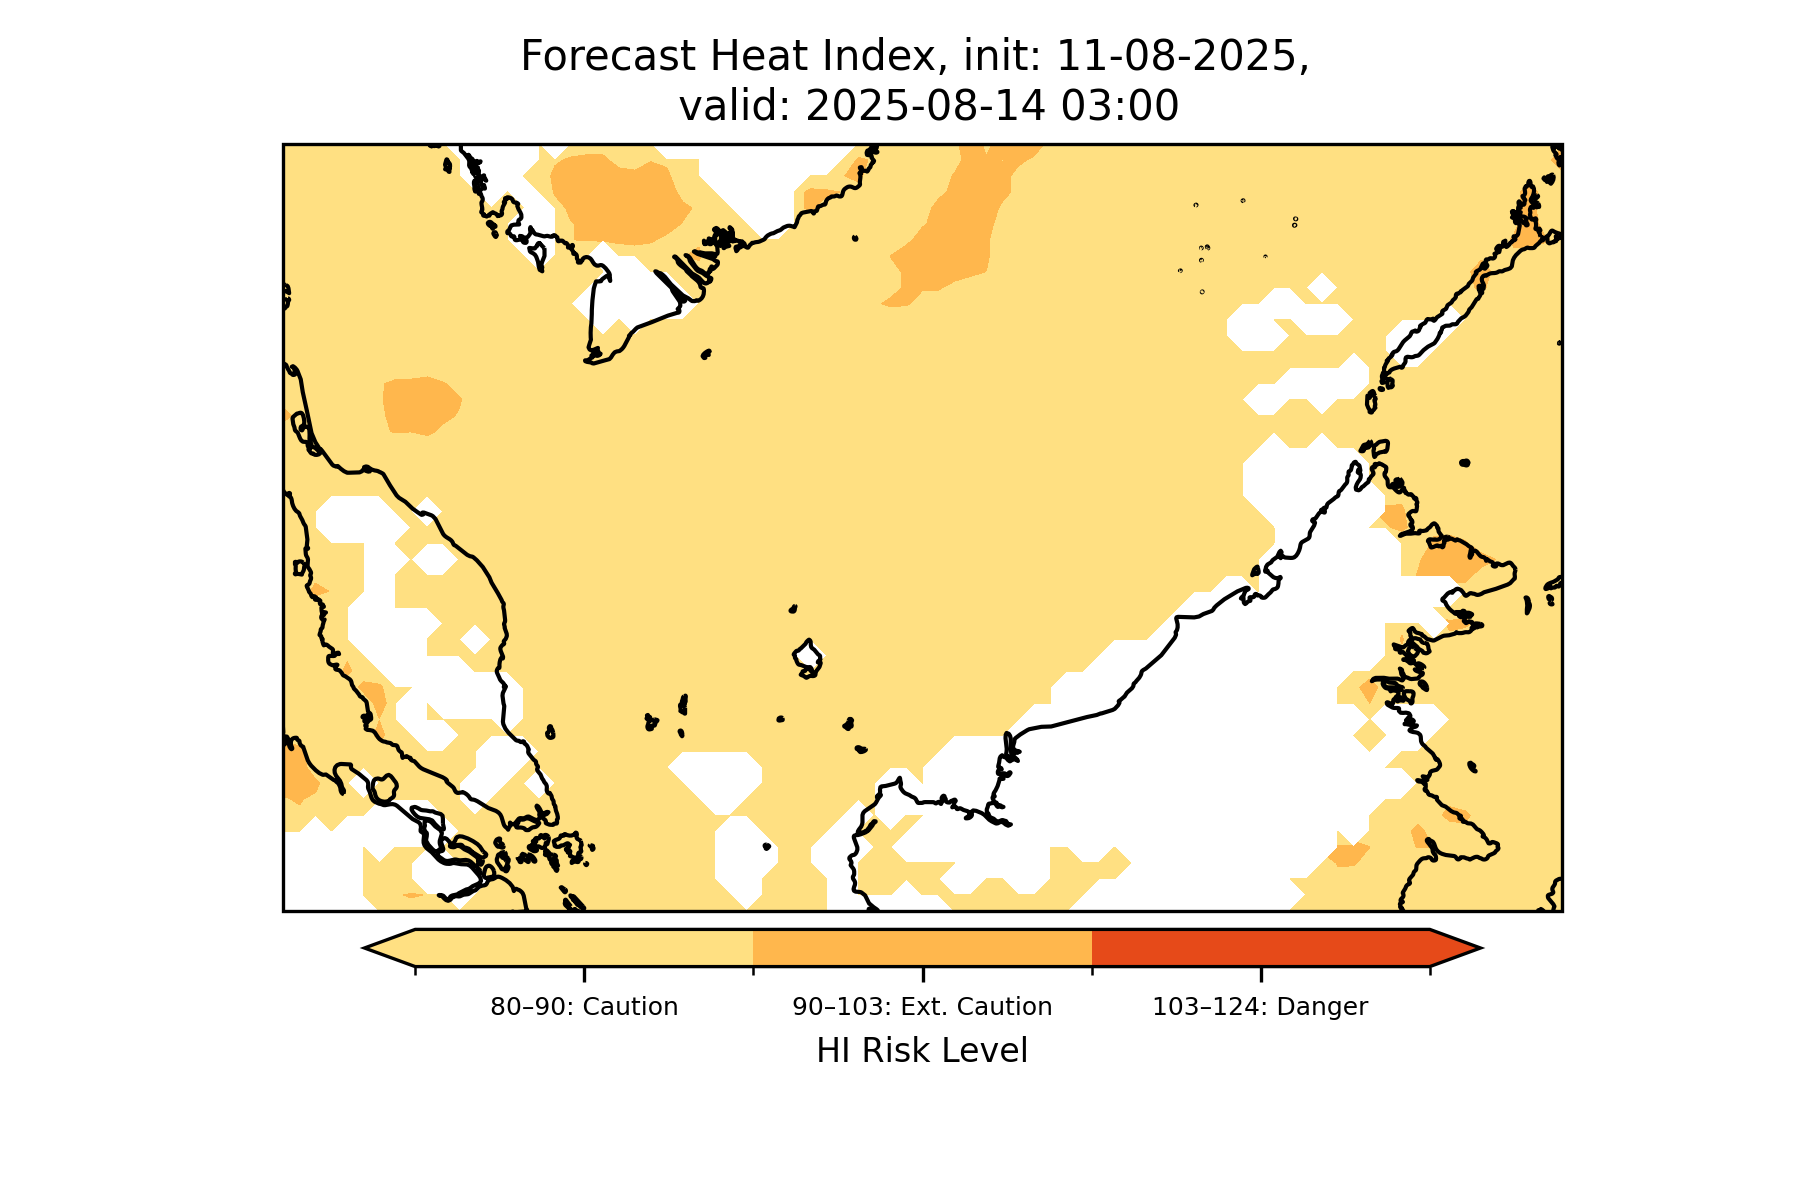 Forecast Heat Index, init: 11-08-2025,
valid: 2025-08-14 03:00
80–90: Caution
90–103: Ext. Caution
103–124: Danger
HI Risk Level